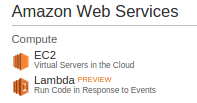 Amazon Web Services
Compute
EC2
Virtual Servers in the Cloud
Lambda PREVIEW
Run Code in Response to Events